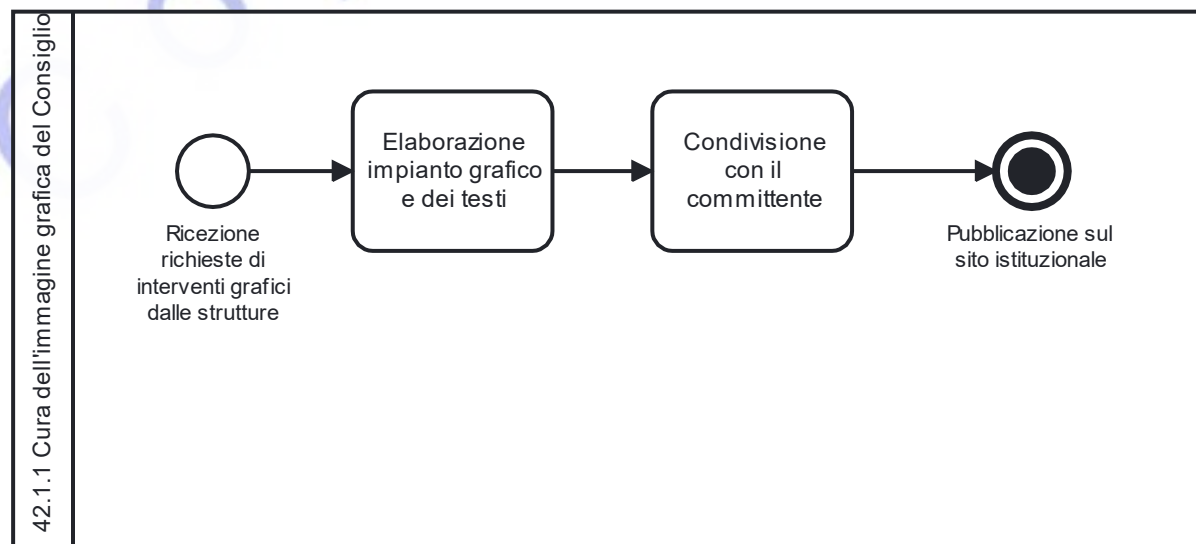 42.1.1 Cura dell'immagine grafica del Consiglio
Elaborazione
impianto grafico
e dei testi
Condivisione
con il
committente
Ricezione
richieste di
interventi grafici
dalle strutture
Pubblicazione sul
sito istituzionale